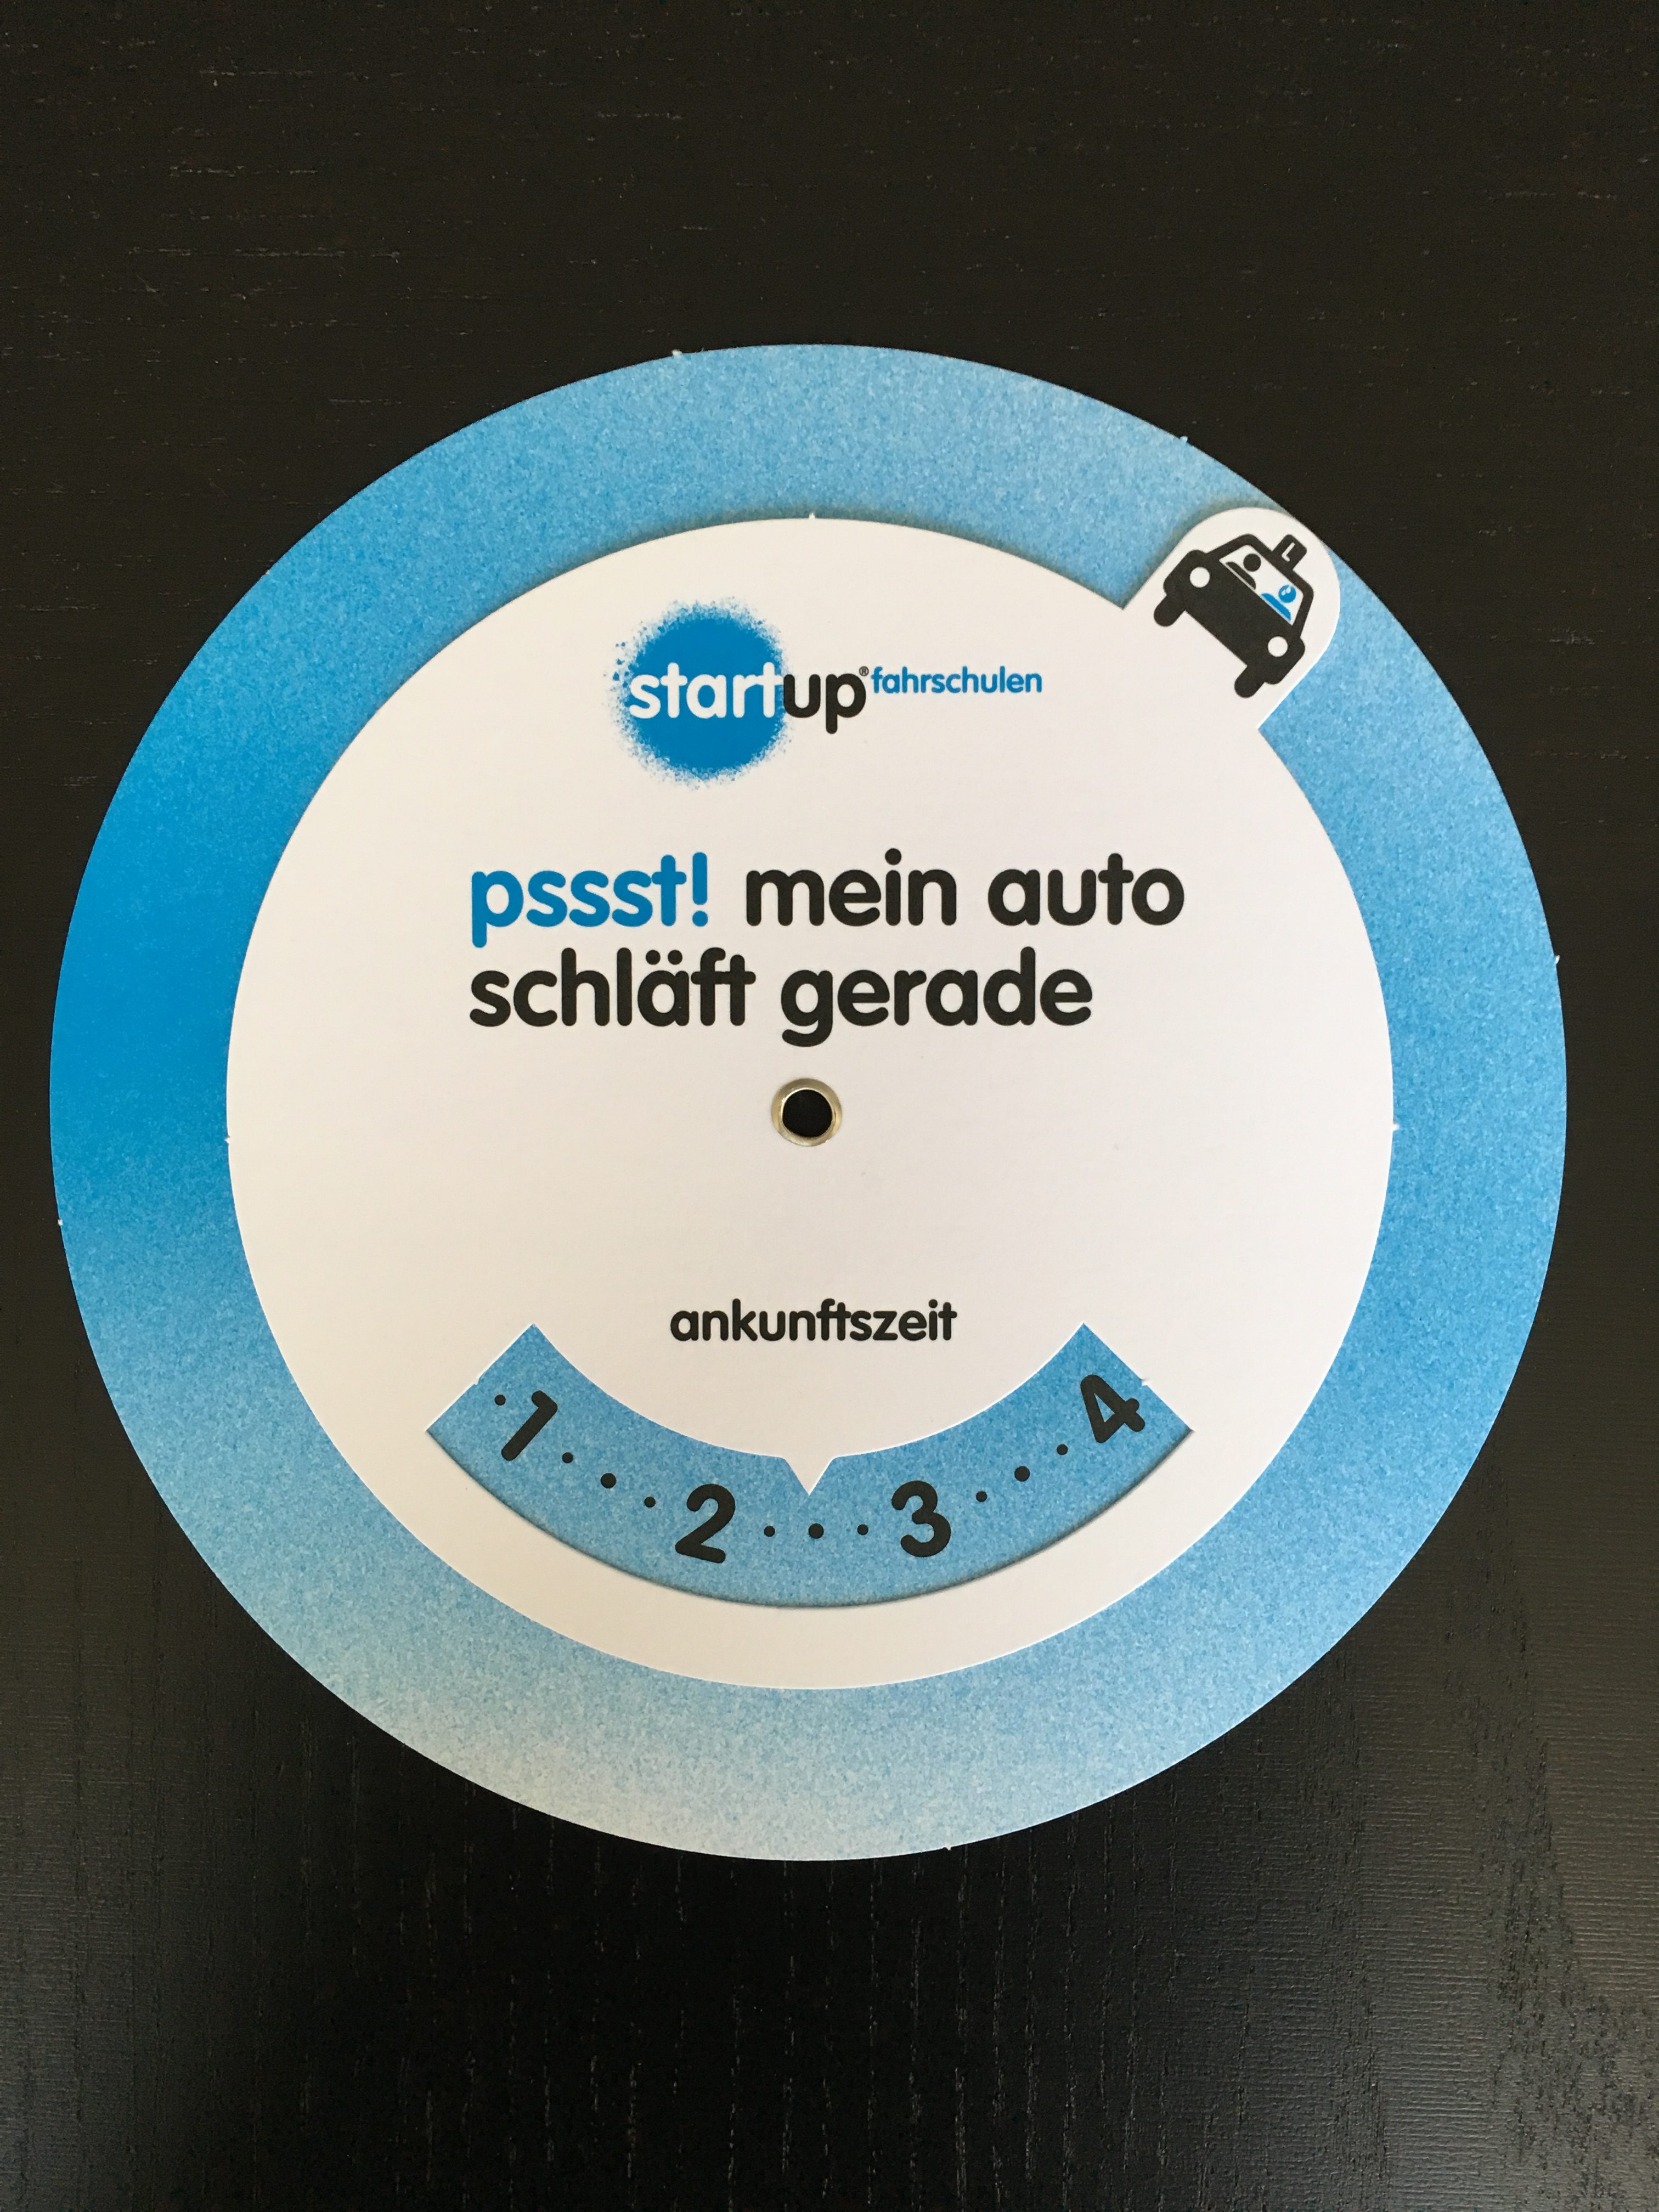 startup® fahrschulen
pssst! mein auto
schläft gerade
ankunftszeit
·1···2···3···4
L